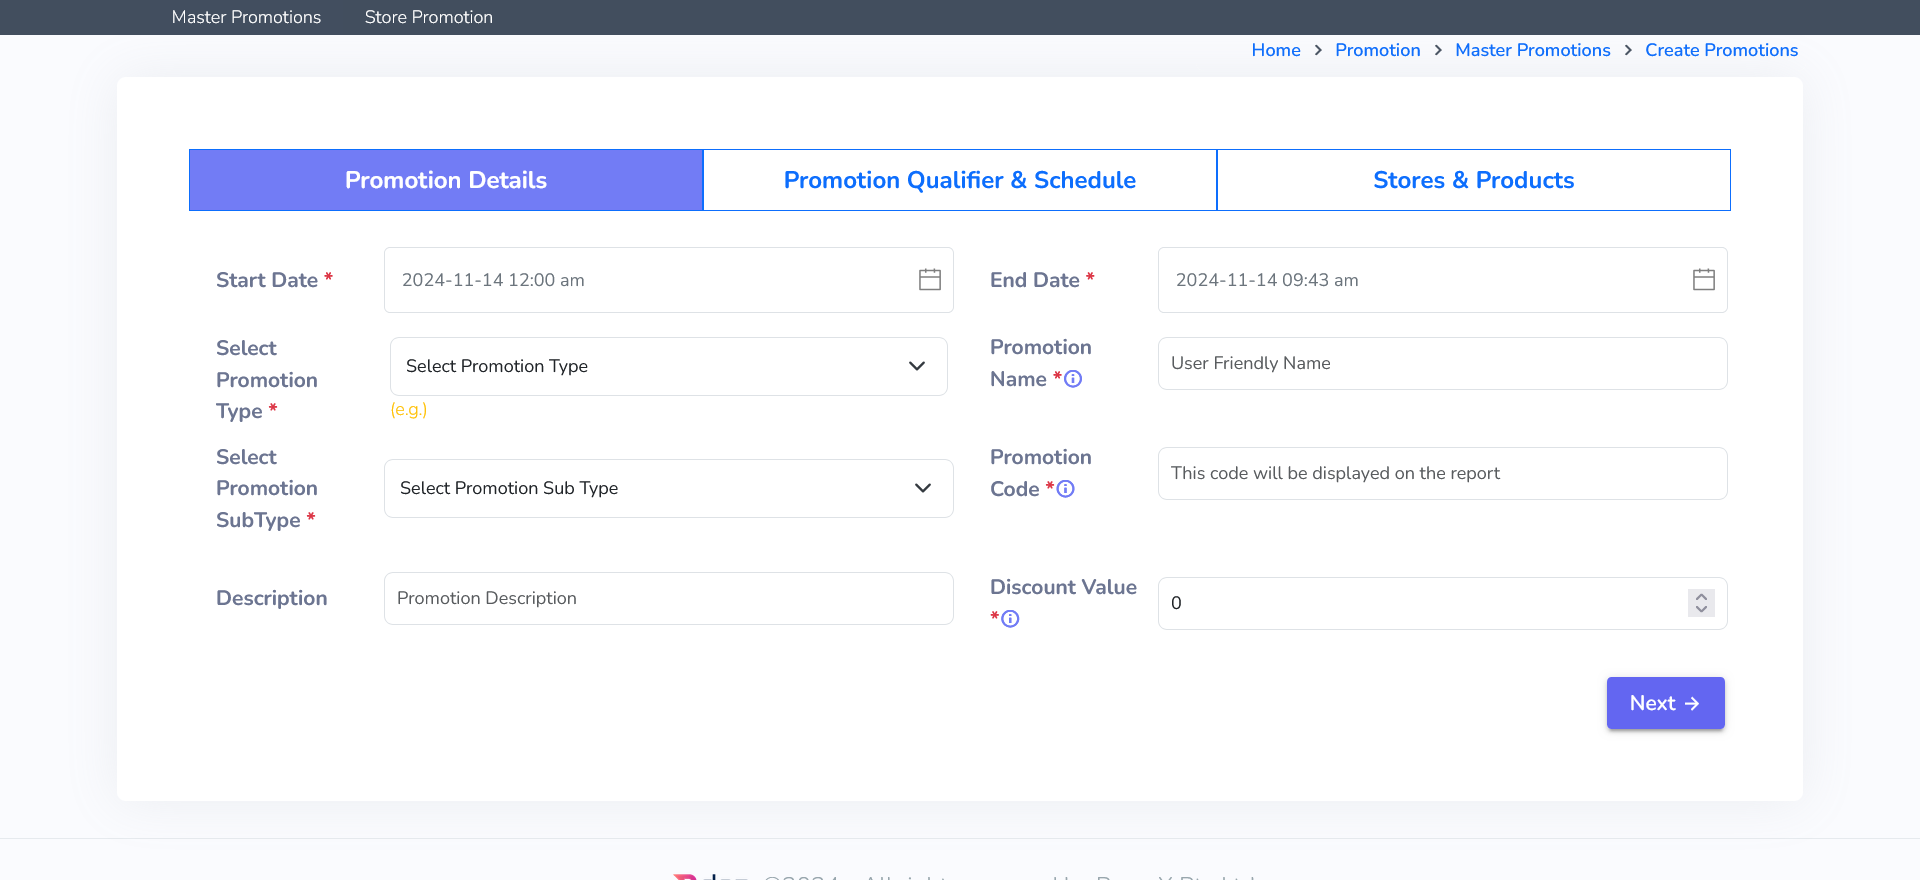 Master Promotions Store Promotion
Home > Promotion > Master Promotions > Create Promotions
Promotion Details
Promotion Qualifier & Schedule
Stores & Products
Start Date *
2024-11-14 12:00 am
End Date *
2024-11-14 09:43 am
Select
Promotion
Type *
Select Promotion Type
(e.g.)
Promotion
Name *
User Friendly Name
Select
Promotion
SubType *
Select Promotion Sub Type
Promotion
Code *
This code will be displayed on the report
Description
Promotion Description
Discount Value
*
0
Next →